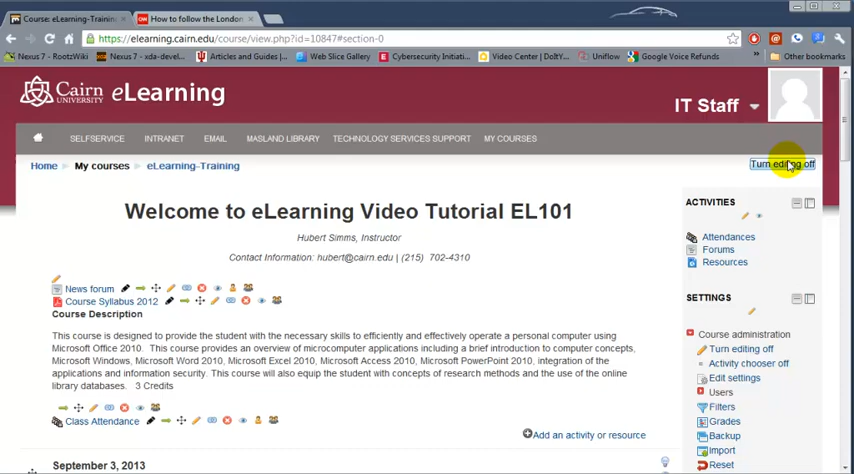 Course: eLearning-Training
How to follow the London
https://elearning.cairn.edu/course/view.php?id=10847#section-0
Nexus 7 - RootzWiki
Nexus 7 - xda-devel...
Articles and Guides |...
Web Slice Gallery
Cybersecurity Initiati...
Video Center | DoItY...
Uniflow
Google Voice Refunds
Other bookmarks
CAIRN UNIVERSITY eLearning
IT Staff
SELFSERVICE INTRANET EMAIL MASLAND LIBRARY TECHNOLOGY SERVICES SUPPORT MY COURSES
Home My courses eLearning-Training
Turn editing off
Welcome to eLearning Video Tutorial EL101
Hubert Simms, Instructor
Contact Information: hubert@cairn.edu | (215) 702-4310
News forum
Course Syllabus 2012
Course Description
This course is designed to provide the student with the necessary skills to efficiently and effectively operate a personal computer using
Microsoft Office 2010. This course provides an overview of microcomputer applications including a brief introduction to computer concepts,
Microsoft Windows, Microsoft Word 2010, Microsoft Excel 2010, Microsoft Access 2010, Microsoft PowerPoint 2010, integration of the
applications and information security. This course will also equip the student with concepts of research methods and the use of the online
library databases. 3 Credits
Class Attendance
Add an activity or resource
September 3, 2013
ACTIVITIES
Attendances
Forums
Resources
SETTINGS
Course administration
Turn editing off
Activity chooser off
Edit settings
Users
Filters
Grades
Backup
Import
Reset